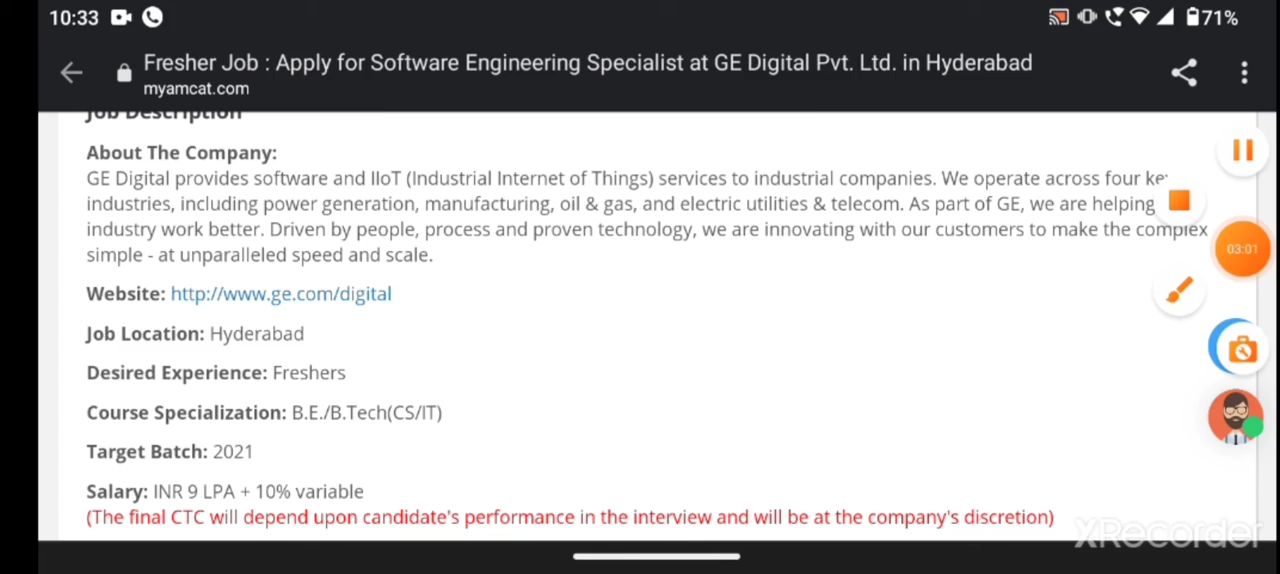 10:33
71%
Fresher Job : Apply for Software Engineering Specialist at GE Digital Pvt. Ltd. in Hyderabad
myamcat.com
Job Description
About The Company:
GE Digital provides software and IIoT (Industrial Internet of Things) services to industrial companies. We operate across four key
industries, including power generation, manufacturing, oil & gas, and electric utilities & telecom. As part of GE, we are helping
industry work better. Driven by people, process and proven technology, we are innovating with our customers to make the complex
simple - at unparalleled speed and scale.
03:01
Website: http://www.ge.com/digital
Job Location: Hyderabad
Desired Experience: Freshers
Course Specialization: B.E./B.Tech(CS/IT)
Target Batch: 2021
Salary: INR 9 LPA + 10% variable
(The final CTC will depend upon candidate's performance in the interview and will be at the company's discretion)
XRecorder